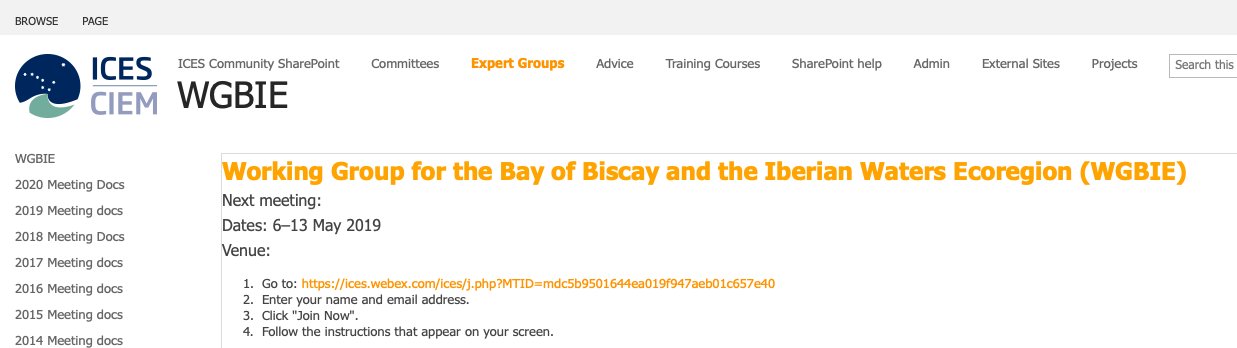 BROWSE PAGE
ICES
CIEM
ICES Community SharePoint Committees Expert Groups Advice Training Courses SharePoint help Admin External Sites Projects Search this
WGBIE
WGBIE
2020 Meeting Docs
2019 Meeting docs
2018 Meeting Docs
2017 Meeting docs
2016 Meeting docs
2015 Meeting docs
2014 Meeting docs
Working Group for the Bay of Biscay and the Iberian Waters Ecoregion (WGBIE)
Next meeting:
Dates: 6–13 May 2019
Venue:
1. Go to: https://ices.webex.com/ices/j.php?MTID=mdc5b9501644ea019f947aeb01c657e40
2. Enter your name and email address.
3. Click "Join Now".
4. Follow the instructions that appear on your screen.